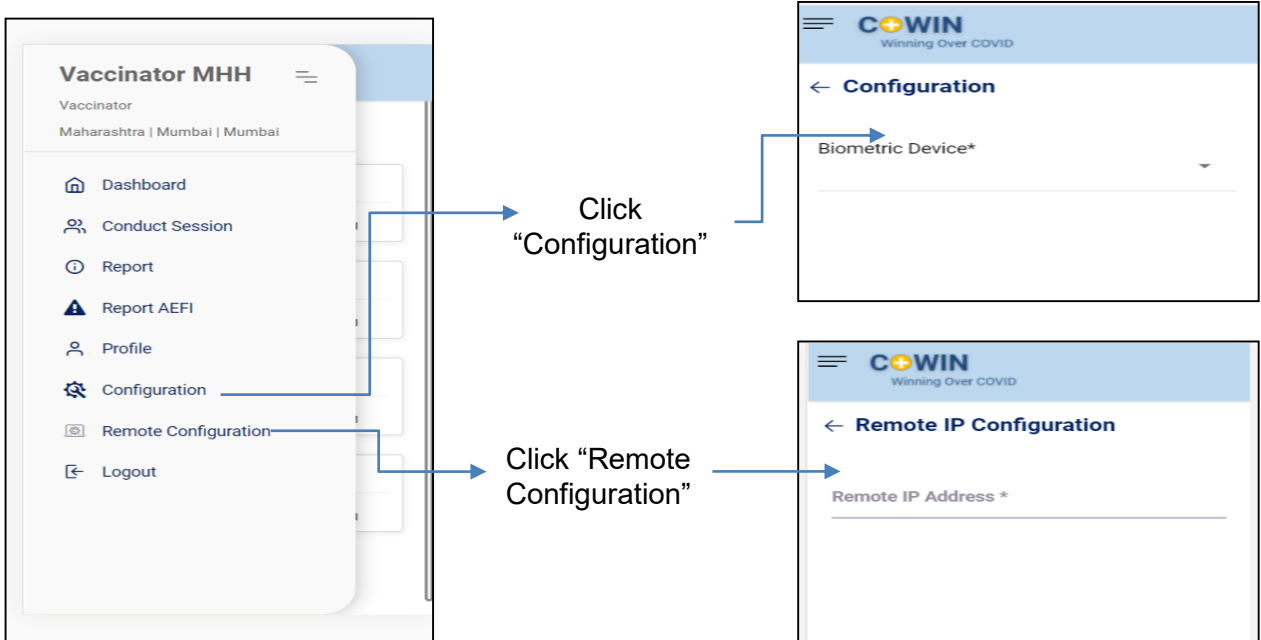 Vaccinator MHH
Vaccinator
Maharashtra | Mumbai | Mumbai
Dashboard
Conduct Session
Report
Report AEFI
Profile
Configuration
Remote Configuration
Logout
Click
“Configuration”
Click “Remote
Configuration”
COWIN
Winning Over COVID
Configuration
Biometric Device*
COWIN
Winning Over COVID
Remote IP Configuration
Remote IP Address *